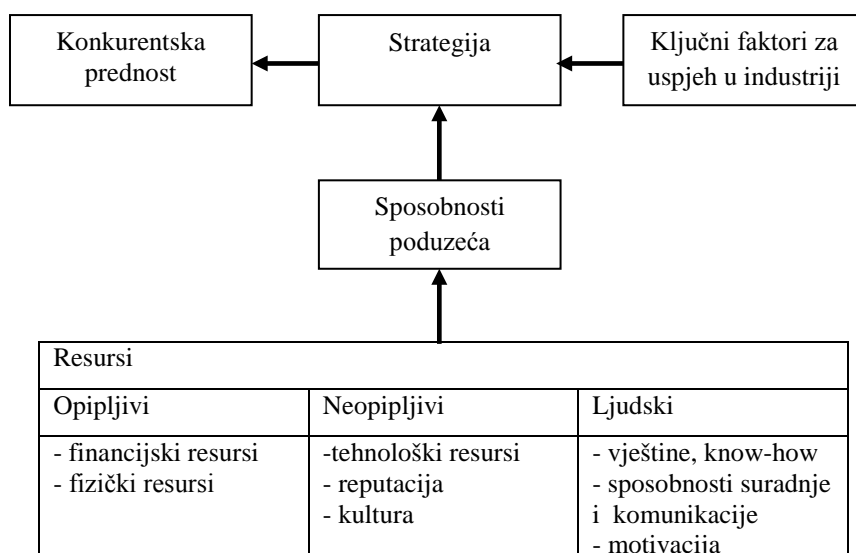 Konkurentska
prednost
Strategija
Ključni faktori za
uspjeh u industriji
Sposobnosti
poduzeća
Resursi
Opipljivi
Neopipljivi
Ljudski
- financijski resursi
- fizički resursi
-tehnološki resursi
- reputacija
- kultura
- vještine, know-how
- sposobnosti suradnje
i komunikacije
- motivacija